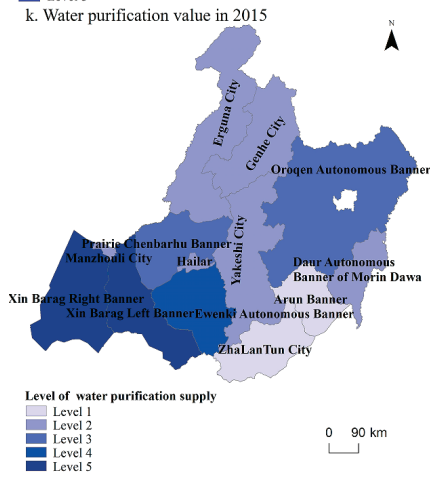 k. Water purification value in 2015
N
Erguna City
Genhe City
Oroqen Autonomous Banner
Prairie Chenbarhu Banner
Manzhouli City
Hailar
Yakeshi City
Daur Autonomous
Banner of Morin Dawa
Xin Barag Right Banner
Arun Banner
Xin Barag Left Banner
Ewenki Autonomous Banner
ZhaLanTun City
Level of water purification supply
Level 1
Level 2
Level 3
Level 4
Level 5
0 90 km